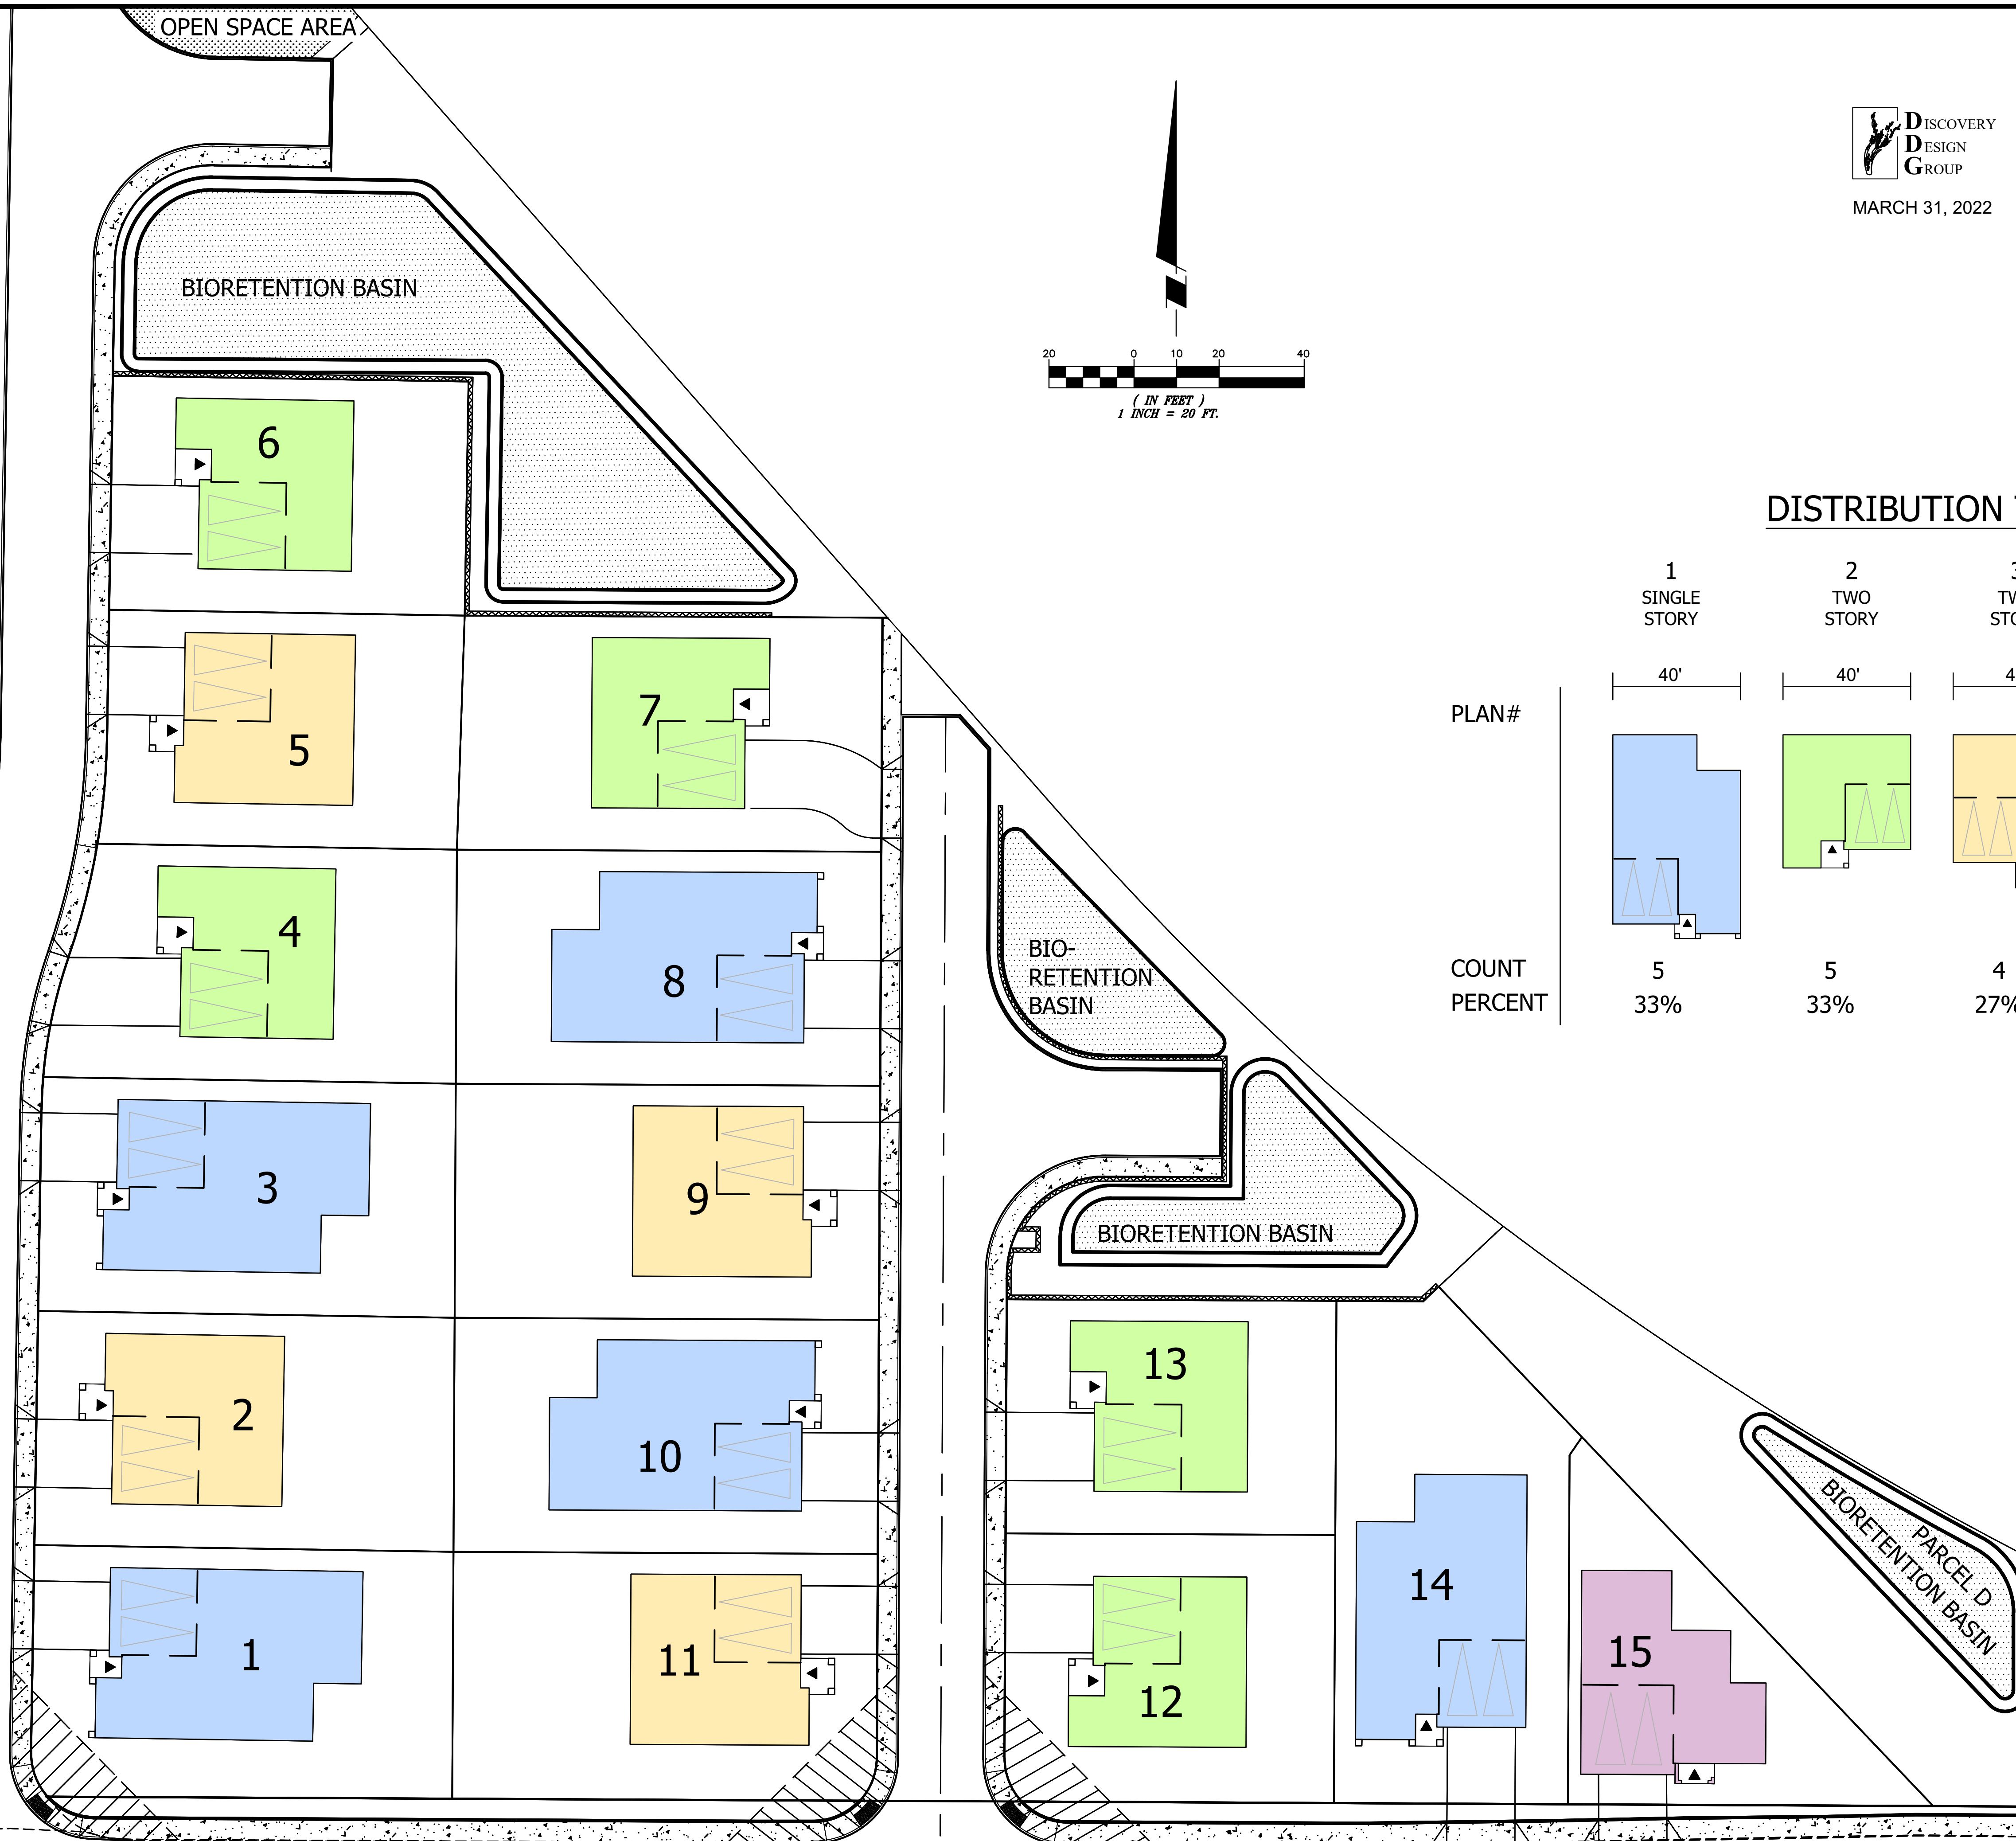 OPEN SPACE AREA
DISCOVERY
DESIGN
GROUP
MARCH 31, 2022
BIORETENTION BASIN
20 0 10 20 40
( IN FEET )
1 INCH = 20 FT.
6
5
7
4
8
3
9
2
10
1
11
BIO-
RETENTION
BASIN
BIORETENTION BASIN
13
12
14
15
PARCEL D
BIORETENTION BASIN
DISTRIBUTION
1 2
SINGLE TWO
STORY STORY
40' 40' 4
PLAN#
COUNT 5 5 4
PERCENT 33% 33% 27%